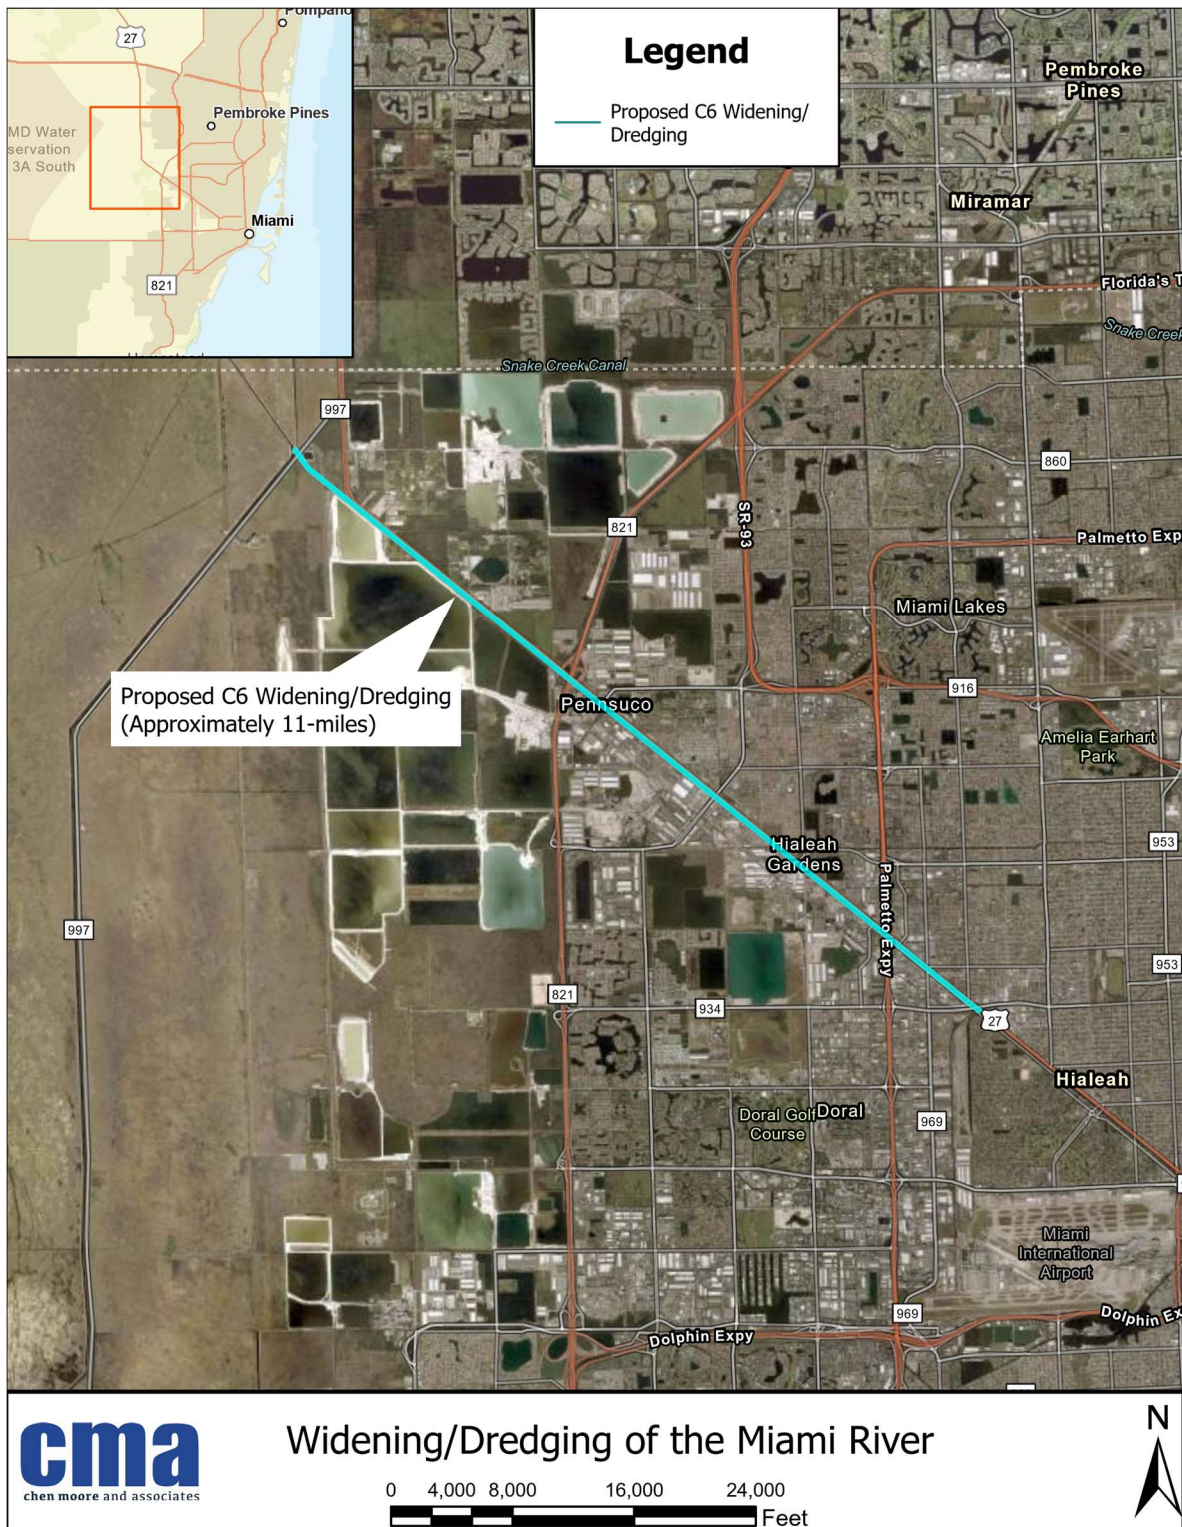 Pompano
27
Pembroke Pines
MD Water
servation
3A South
Miami
821
Legend
Proposed C6 Widening/
Dredging
Pembroke
Pines
Miramar
Florida's T
Snake Creek
Snake Creek Canal
997
860
821
SR-93
Palmetto Exp
Miami Lakes
Proposed C6 Widening/Dredging
(Approximately 11-miles)
Pennsuco
916
Amelia Earhart
Park
Hialeah
Gardens
953
Palmetto Expy
997
953
821
934
27
Hialeah
Doral Golf
Course
Doral
969
Miami
International
Airport
969
Dolphin Expy
Dolphin Ex
cma
chen moore and associates
Widening/Dredging of the Miami River
0 4,000 8,000 16,000 24,000
Feet
N